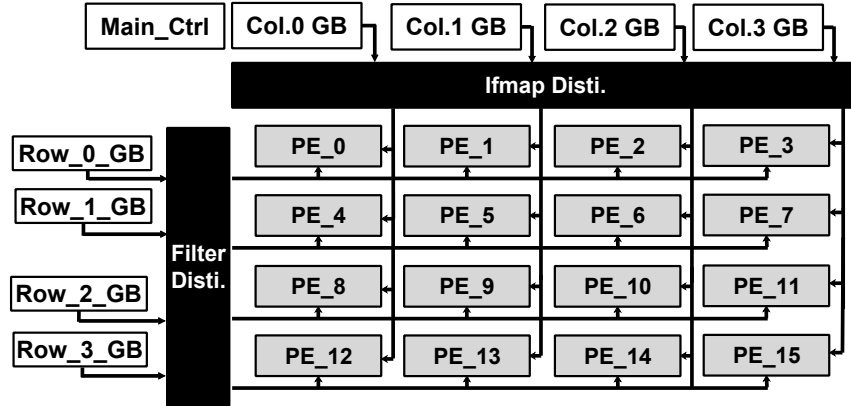 Main_Ctrl Col.0 GB Col.1 GB Col.2 GB Col.3 GB
Ifmap Disti.
Row_0_GB PE_0 PE_1 PE_2 PE_3
Row_1_GB PE_4 PE_5 PE_6 PE_7
Filter
Disti.
Row_2_GB PE_8 PE_9 PE_10 PE_11
Row_3_GB PE_12 PE_13 PE_14 PE_15